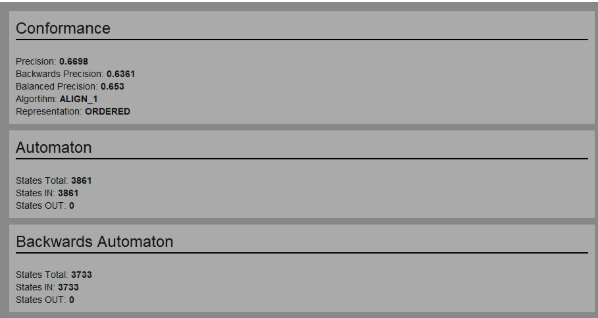 Conformance
Precision: 0.6698
Backwards Precision: 0.6361
Balanced Precision: 0.653
Algortihm: ALIGN_1
Representation: ORDERED
Automaton
States Total: 3861
States IN: 3861
States OUT: 0
Backwards Automaton
States Total: 3733
States IN: 3733
States OUT: 0